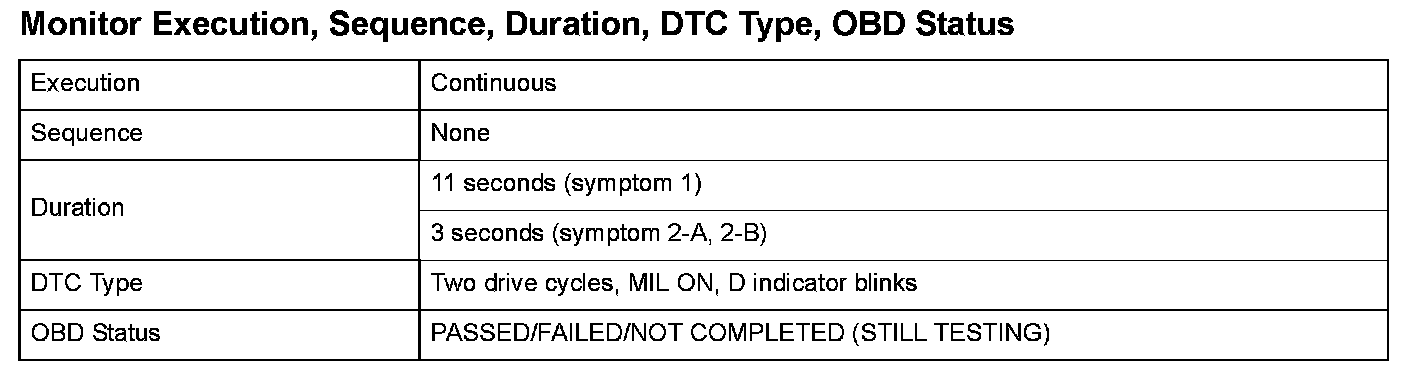 Monitor Execution, Sequence, Duration, DTC Type, OBD Status
Execution
Continuous
Sequence
None
Duration
11 seconds (symptom 1)
3 seconds (symptom 2-A, 2-B)
DTC Type
Two drive cycles, MIL ON, D indicator blinks
OBD Status
PASSED/FAILED/NOT COMPLETED (STILL TESTING)